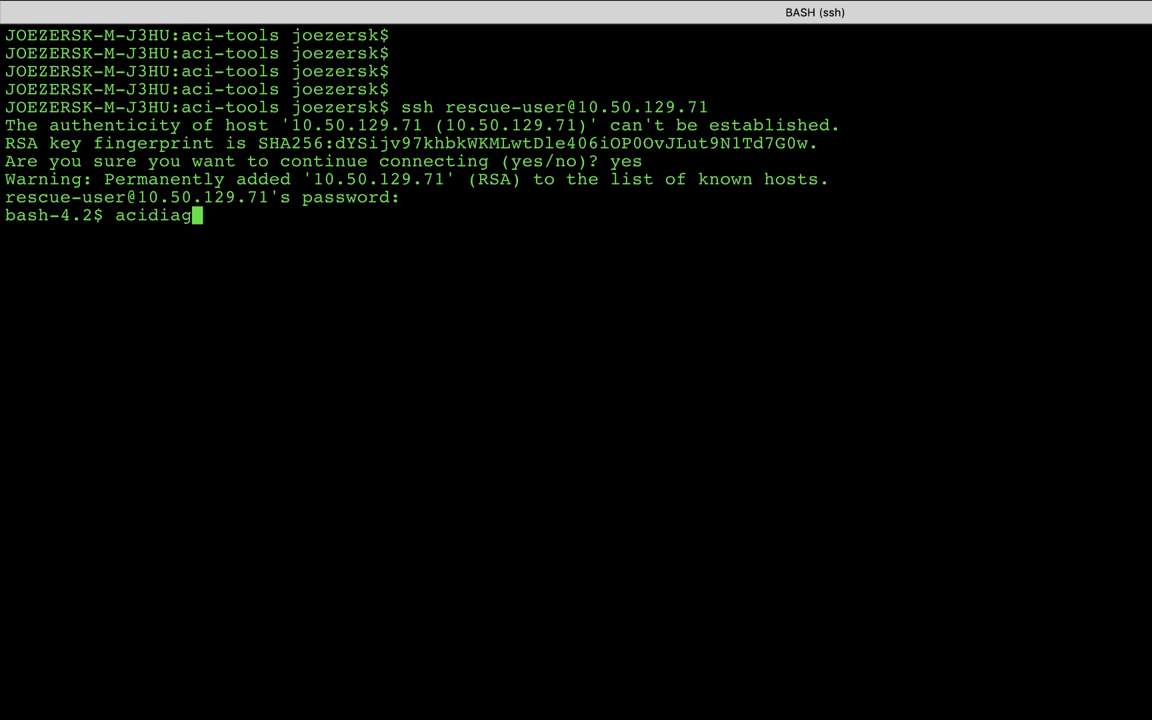 BASH (ssh)
JOEZERSK-M-J3HU:aci-tools joezersk$
JOEZERSK-M-J3HU:aci-tools joezersk$
JOEZERSK-M-J3HU:aci-tools joezersk$
JOEZERSK-M-J3HU:aci-tools joezersk$
JOEZERSK-M-J3HU:aci-tools joezersk$ ssh rescue-user@10.50.129.71
The authenticity of host '10.50.129.71 (10.50.129.71)' can't be established.
RSA key fingerprint is SHA256:dYSijv97khbkWKMLwtDle406iOP0OvJLut9N1Td7G0w.
Are you sure you want to continue connecting (yes/no)? yes
Warning: Permanently added '10.50.129.71' (RSA) to the list of known hosts.
rescue-user@10.50.129.71's password:
bash-4.2$ acidiag